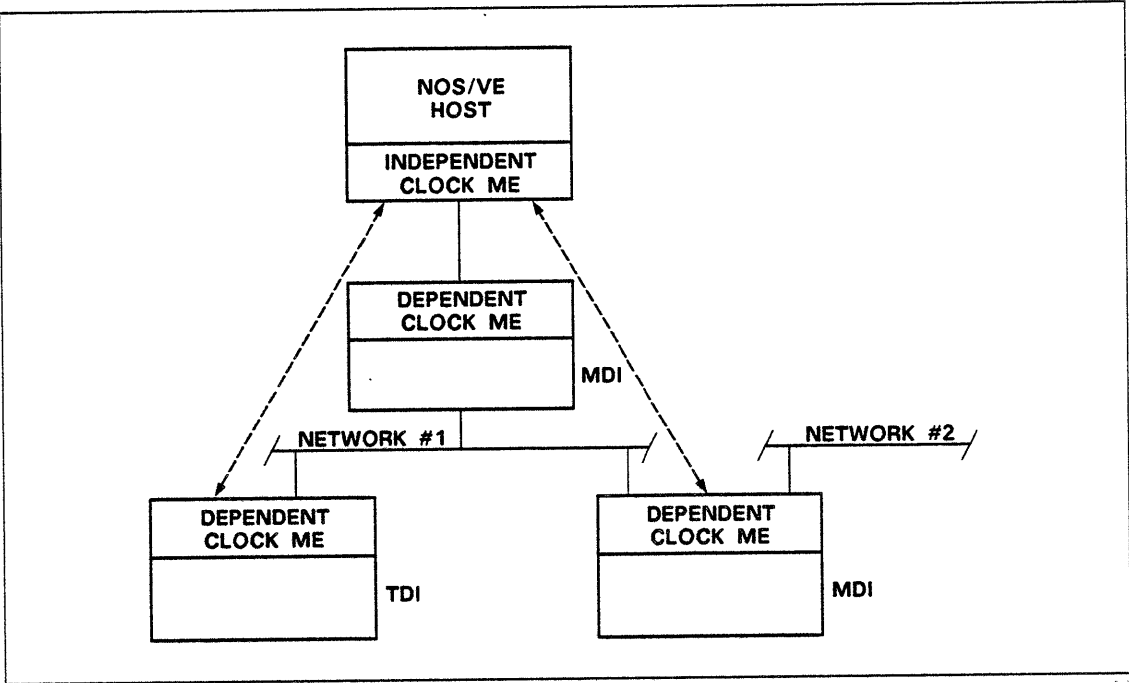 NOS/VE
HOST
INDEPENDENT
CLOCK ME
DEPENDENT
CLOCK ME
MDI
NETWORK #1
NETWORK #2
DEPENDENT
CLOCK ME
TDI
DEPENDENT
CLOCK ME
MDI